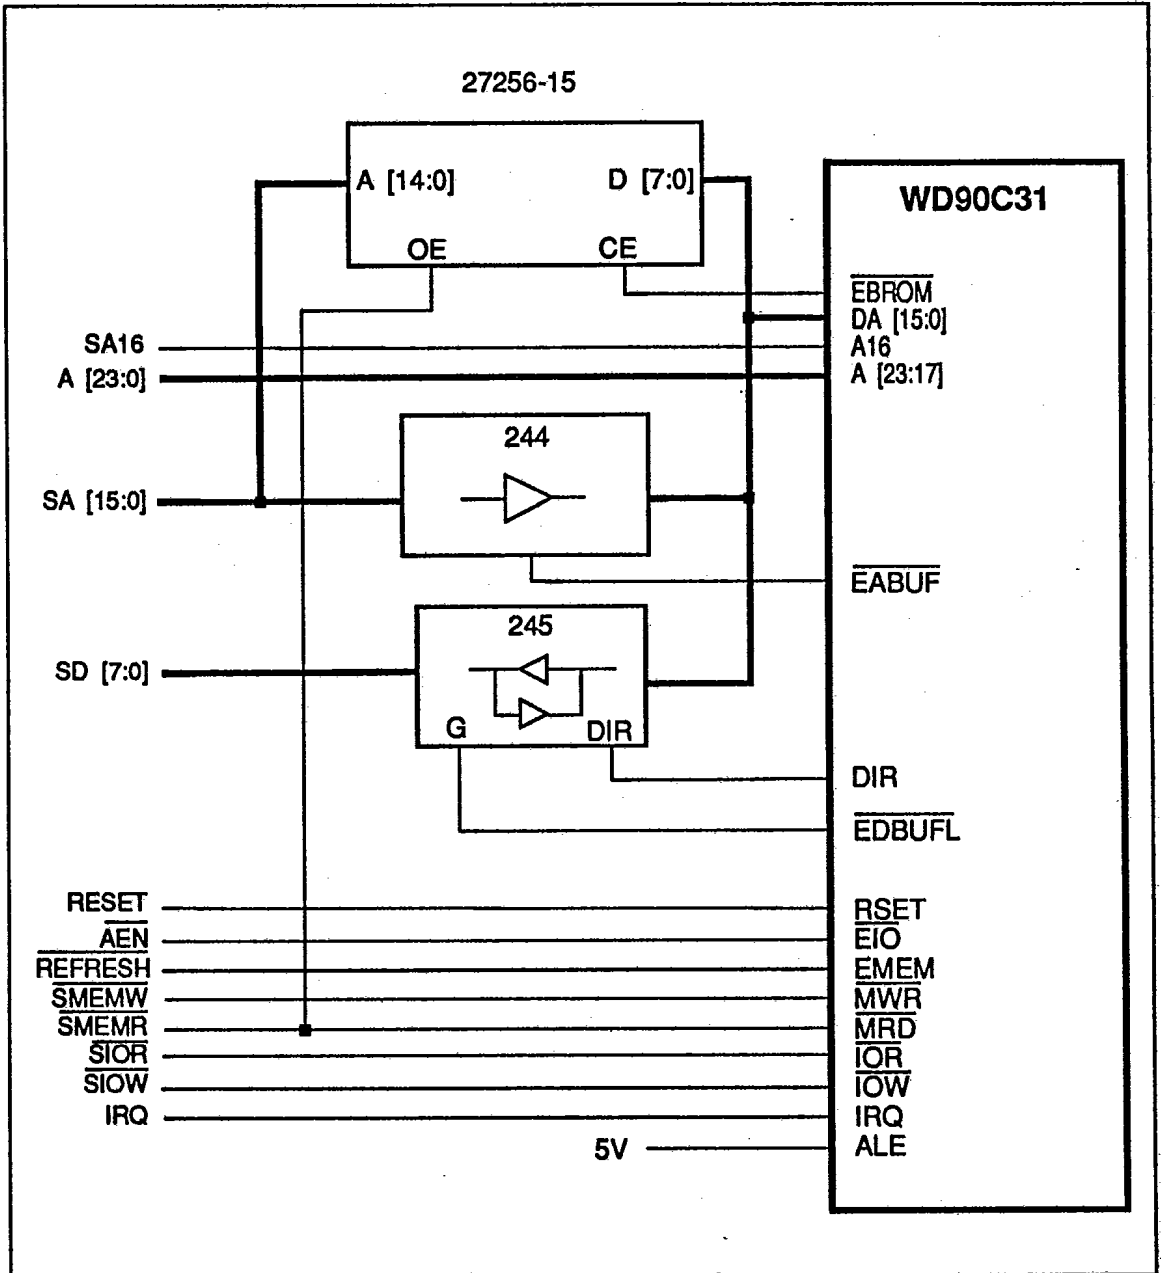 27256-15
A [14:0]
D [7:0]
OE
CE
WD90C31
EBROM
DA [15:0]
SA16
A16
A [23:0]
A [23:17]
244
SA [15:0]
EABUF
245
SD [7:0]
G
DIR
DIR
EDBUFL
RESET
RSET
AEN
EIO
REFRESH
EMEM
SMEMW
MWR
SMEMR
MRD
SIOR
IOR
SIOW
IOW
IRQ
IRQ
5V
ALE